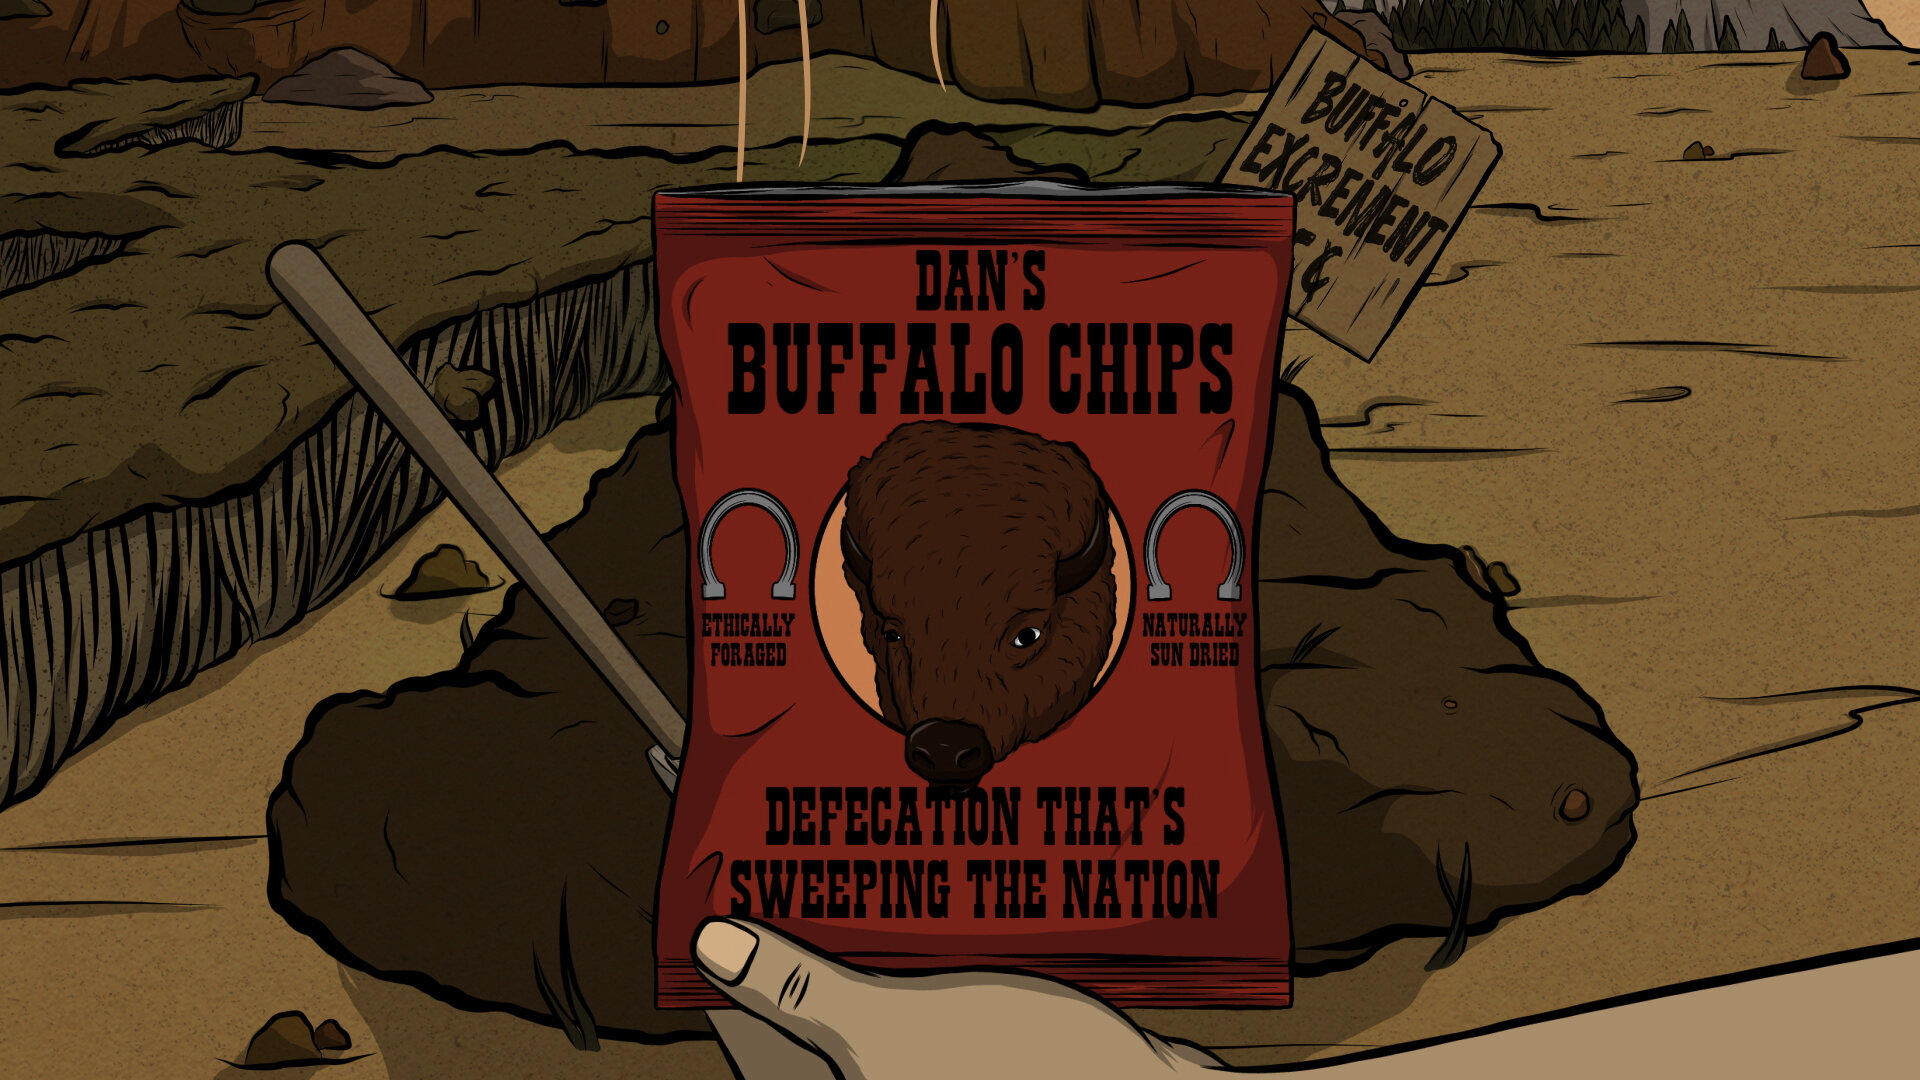 DAN'S
BUFFALO CHIPS
ETHICALLY
FORAGED
NATURALLY
SUN DRIED
DEFECATION THAT'S
SWEEPING THE NATION
BUFFALO
EXCREMENT
¢